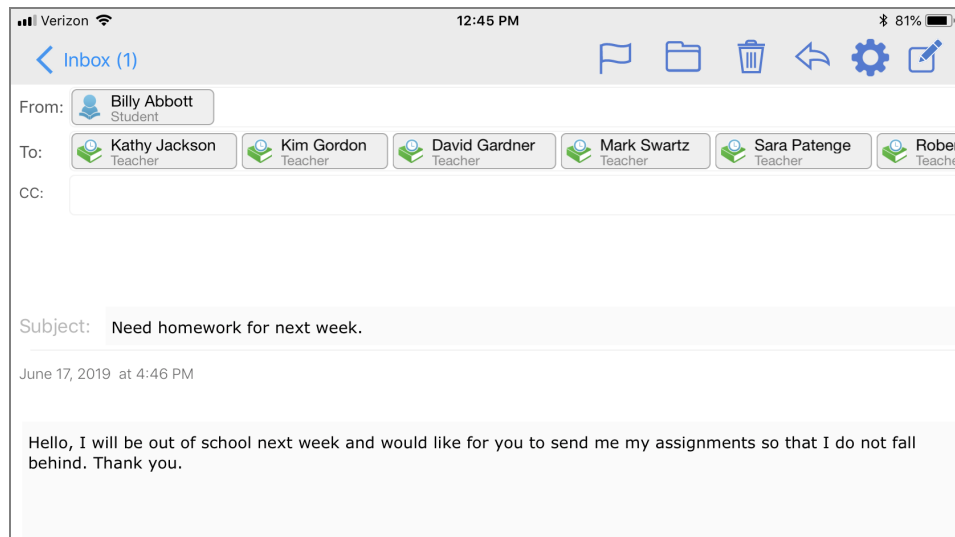 Verizon 12:45 PM 81%
Inbox (1)
From: Billy Abbott
Student
To: Kathy Jackson Kim Gordon David Gardner Mark Swartz Sara Patenge
Teacher Teacher Teacher Teacher Teacher
CC:
Subject: Need homework for next week.
June 17, 2019 at 4:46 PM
Hello, I will be out of school next week and would like for you to send me my assignments so that I do not fall
behind. Thank you.